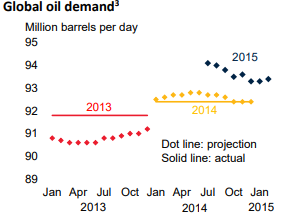 Global oil demand³
Million barrels per day
95
94
93
92
91
90
89
2015
2013
2014
Dot line: projection
Solid line: actual
Jan Apr Jul Oct Jan Apr Jul Oct Jan
2013 2014 2015